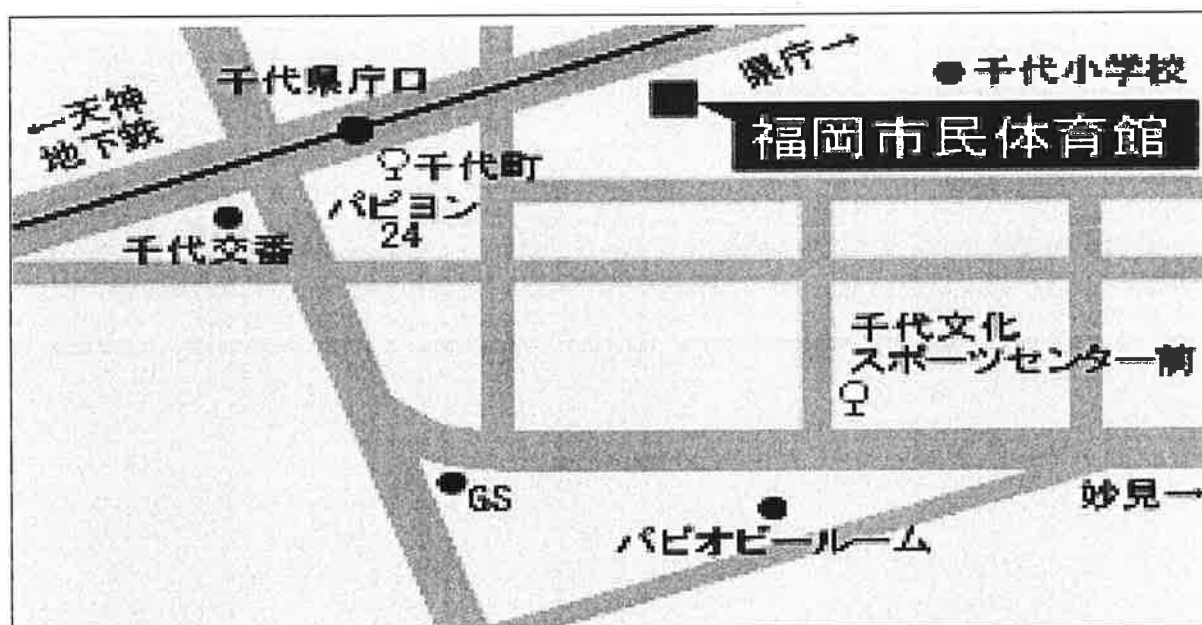 千代県庁口
県庁→
千代小学校
←天神
地下鉄
福岡市民体育館
千代町
パピヨン
24
千代交番
千代文化
スポーツセンター前
GS
妙見→
パピオビールーム